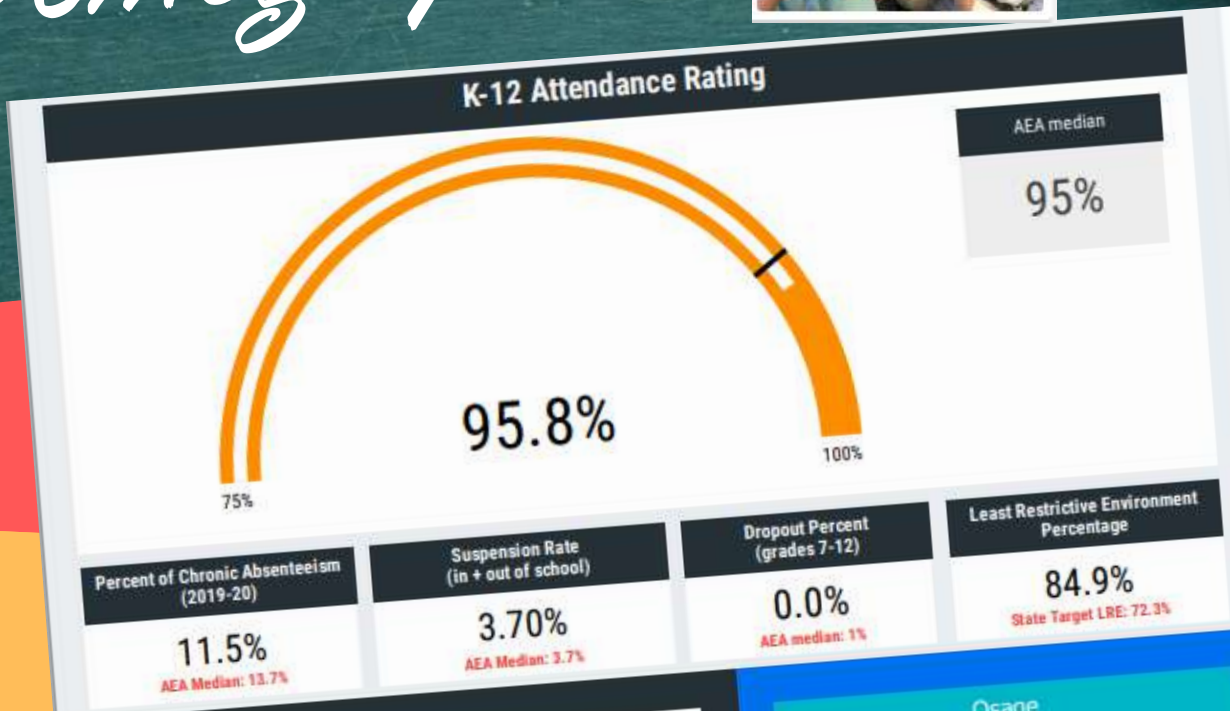 K-12 Attendance Rating
AEA median
95%
95.8%
75%
100%
Percent of Chronic Absenteeism
(2019-20)
11.5%
AEA Median: 13.7%
Suspension Rate
(in + out of school)
3.70%
AEA Median: 3.7%
Dropout Percent
(grades 7-12)
0.0%
AEA median: 1%
Least Restrictive Environment
Percentage
84.9%
State Target LRE: 72.3%
Osage